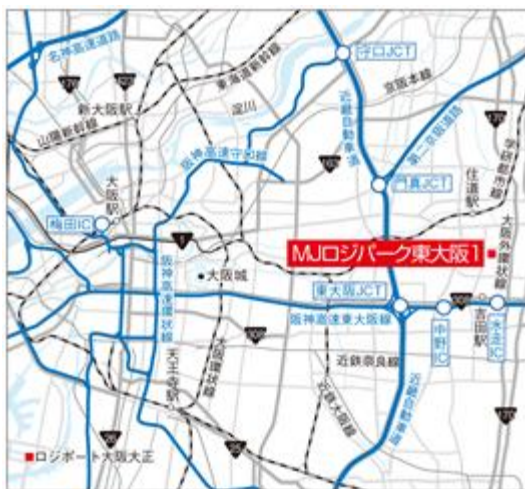 名神高速道路
守口JCT
東海道新幹線
京阪本線
新大阪駅
淀川
近畿自動車道
第二京阪道路
山陽新幹線
阪神高速守口線
163
170
学研都市線
住道駅
門真JCT
大阪駅
梅田IC
大阪外環状線
1
MJロジパーク東大阪1
大阪城
阪神高速環状線
東大阪JCT
308
吉田駅
水走IC
中野IC
阪神高速東大阪線
大阪環状線
天王寺駅
近鉄奈良線
近鉄大阪線
近畿自動車道
170
26
25
ロジポート大阪大正